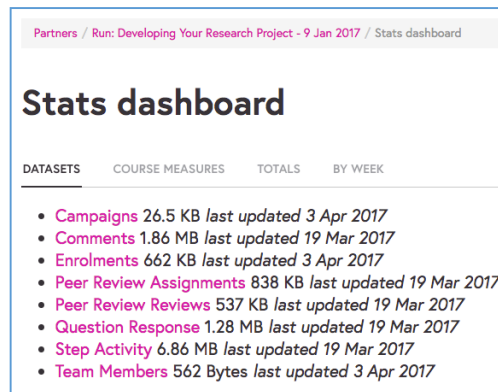 Partners / Run: Developing Your Research Project - 9 Jan 2017 / Stats dashboard
Stats dashboard
DATASETS COURSE MEASURES TOTALS BY WEEK
• Campaigns 26.5 KB last updated 3 Apr 2017
• Comments 1.86 MB last updated 19 Mar 2017
• Enrolments 662 KB last updated 3 Apr 2017
• Peer Review Assignments 838 KB last updated 19 Mar 2017
• Peer Review Reviews 537 KB last updated 19 Mar 2017
• Question Response 1.28 MB last updated 19 Mar 2017
• Step Activity 6.86 MB last updated 19 Mar 2017
• Team Members 562 Bytes last updated 3 Apr 2017